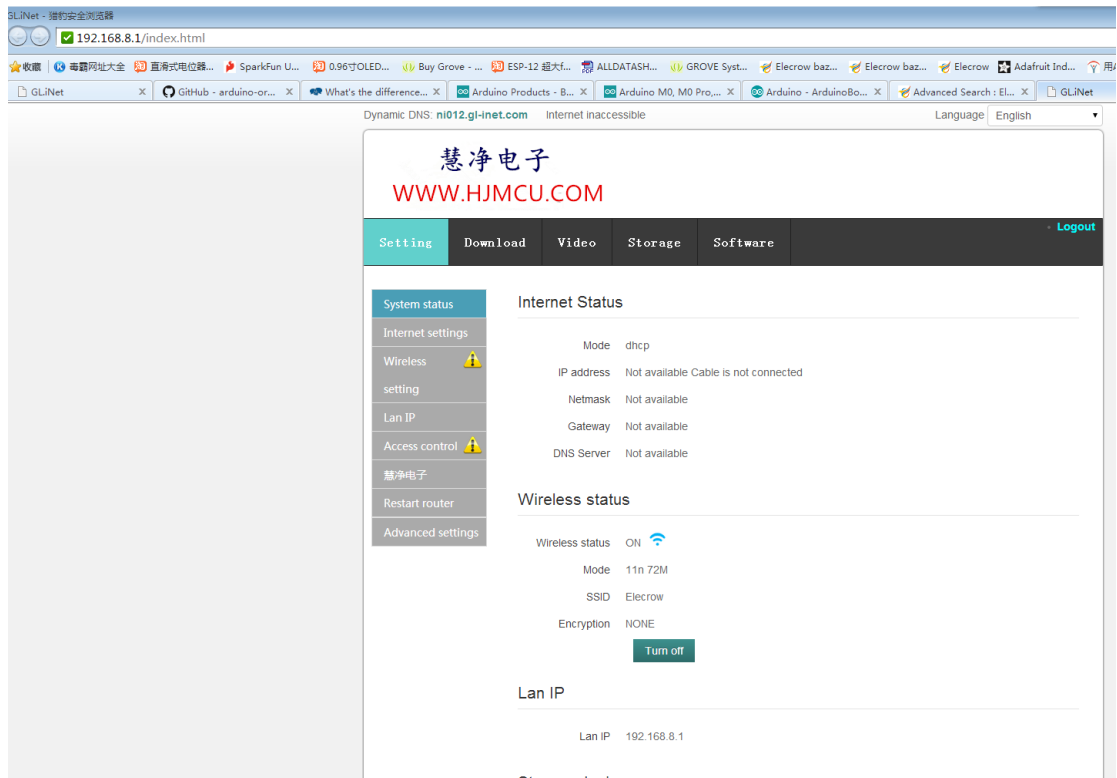 GLiNet - 猎豹安全浏览器
192.168.8.1/index.html
收藏 毒霸网址大全 直滑式电位器... SparkFun U... 0.96寸OLED... Buy Grove - ... ESP-12 超大f... ALLDATASH... GROVE Syst... Elecrow baz... Elecrow baz... Elecrow Adafruit Ind...
GLiNet X GitHub - arduino-or... X What's the difference... X Arduino Products - B... X Arduino M0, M0 Pro,... X Arduino - ArduinoBo... X Advanced Search : El... X GLiNet
Dynamic DNS: ni012.gl-inet.com Internet inaccessible Language English
慧净电子
WWW.HJMCU.COM
Logout
Setting Download Video Storage Software
System status
Internet settings
Wireless
setting
Lan IP
Access control
慧净电子
Restart router
Advanced settings
Internet Status
Mode dhcp
IP address Not available Cable is not connected
Netmask Not available
Gateway Not available
DNS Server Not available
Wireless status
Wireless status ON
Mode 11n 72M
SSID Elecrow
Encryption NONE
Turn off
Lan IP
Lan IP 192.168.8.1